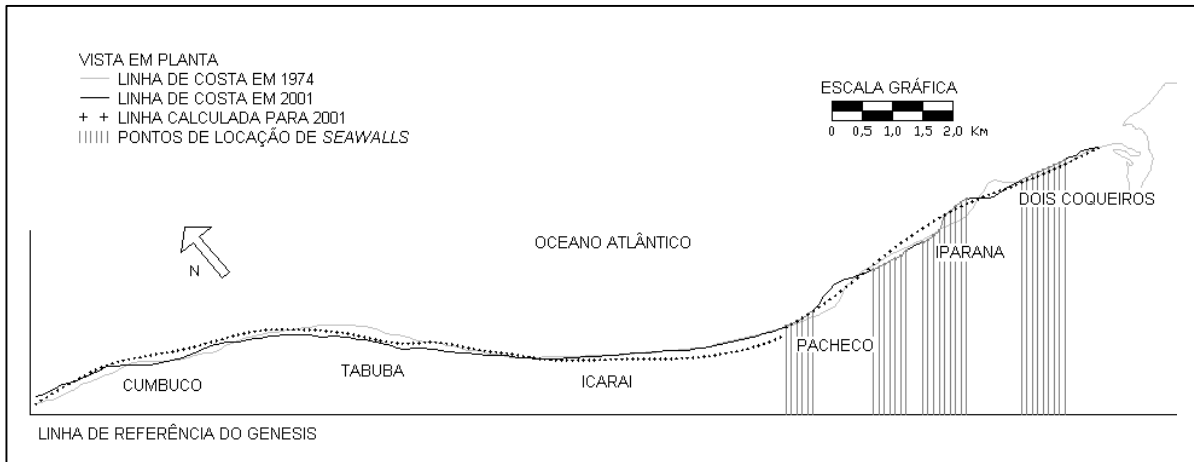 VISTA EM PLANTA
LINHA DE COSTA EM 1974
LINHA DE COSTA EM 2001
LINHA CALCULADA PARA 2001
PONTOS DE LOCAÇÃO DE SEAWALLS
ESCALA GRÁFICA
0 0,5 1,0 1,5 2,0 Km
DOIS COQUEIROS
OCEANO ATLÂNTICO
IPARANA
N
PACHECO
TABUBA
ICARAI
CUMBUCO
LINHA DE REFERÊNCIA DO GENESIS